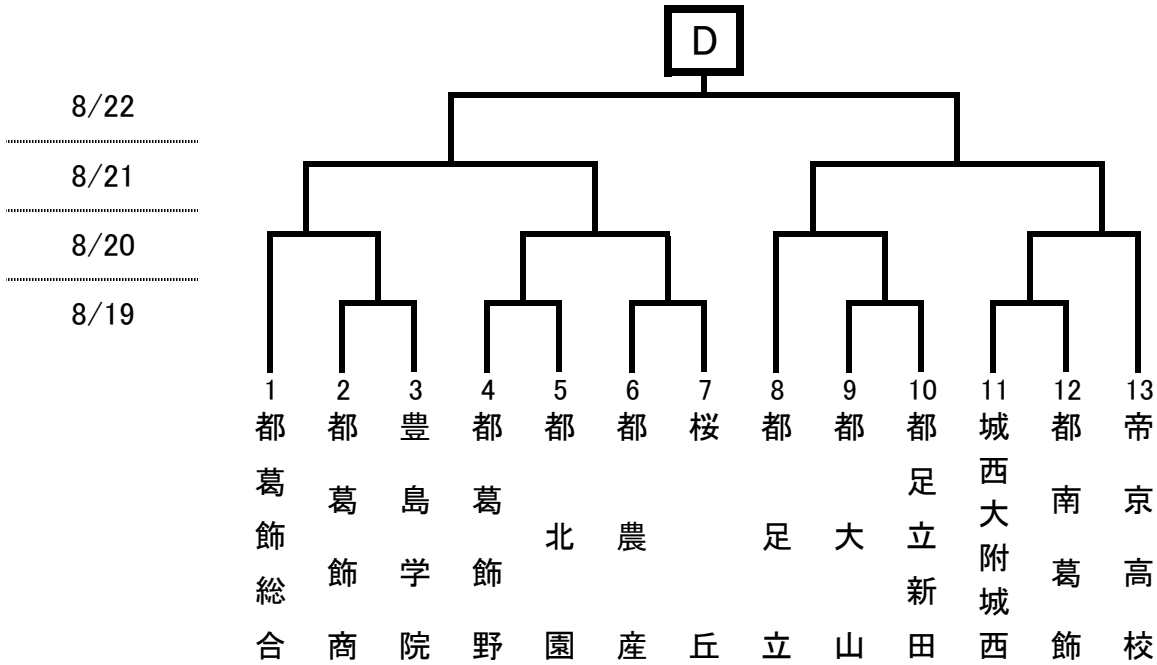 D
8/22
8/21
8/20
8/19
1
2
3
4
5
6
7
8
9
10
11
12
13
都葛飾総合
都葛飾商
豊島学院
都葛飾野
都北園
都農産
桜丘
都足立
都大山
都足立新田
城西大附城西
都南葛飾
帝京高校